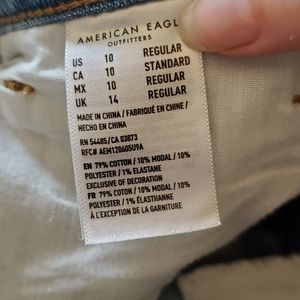 AMERICAN EAGLE
OUTFITTERS
US 10 REGULAR
CA 10 STANDARD
MX 10 REGULAR
UK 14 REGULAR
MADE IN CHINA / FABRIQUÉ EN CHINE /
HECHO EN CHINA
RN 54485/CA 03873
RFC# AEM120605U9A
EN 79% COTTON / 10% MODAL / 10%
POLYESTER / 1% ELASTANE
EXCLUSIVE OF DECORATION
FR 79% COTON / 10% MODAL / 10%
POLYESTER / 1% ÉLASTHANNE
À L'EXCEPTION DE LA GARNITURE